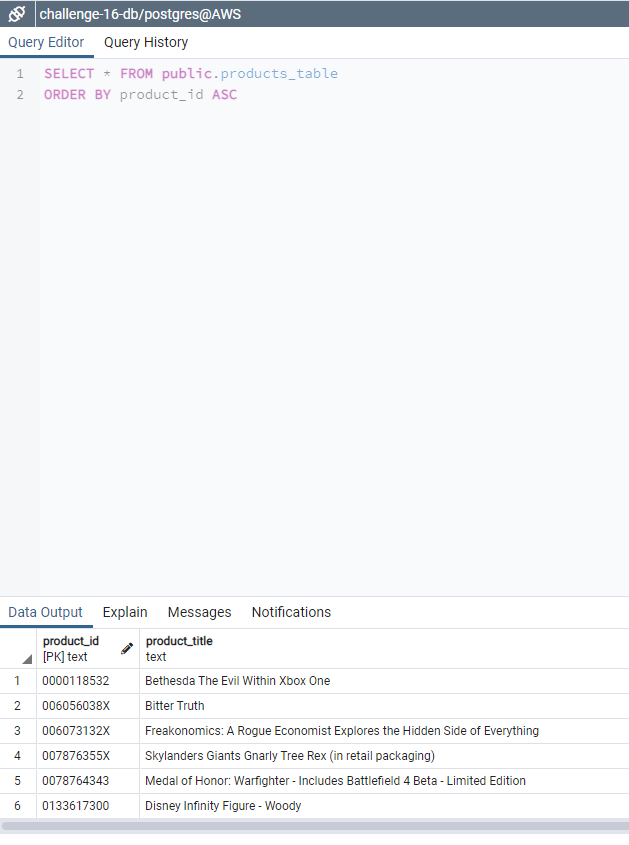 challenge-16-db/postgres@AWS
Query Editor Query History
1 SELECT * FROM public.products_table
2 ORDER BY product_id ASC
Data Output Explain Messages Notifications
product_id product_title
[PK] text text
1 0000118532 Bethesda The Evil Within Xbox One
2 006056038X Bitter Truth
3 006073132X Freakonomics: A Rogue Economist Explores the Hidden Side of Everything
4 007876355X Skylanders Giants Gnarly Tree Rex (in retail packaging)
5 0078764343 Medal of Honor: Warfighter - Includes Battlefield 4 Beta - Limited Edition
6 0133617300 Disney Infinity Figure - Woody